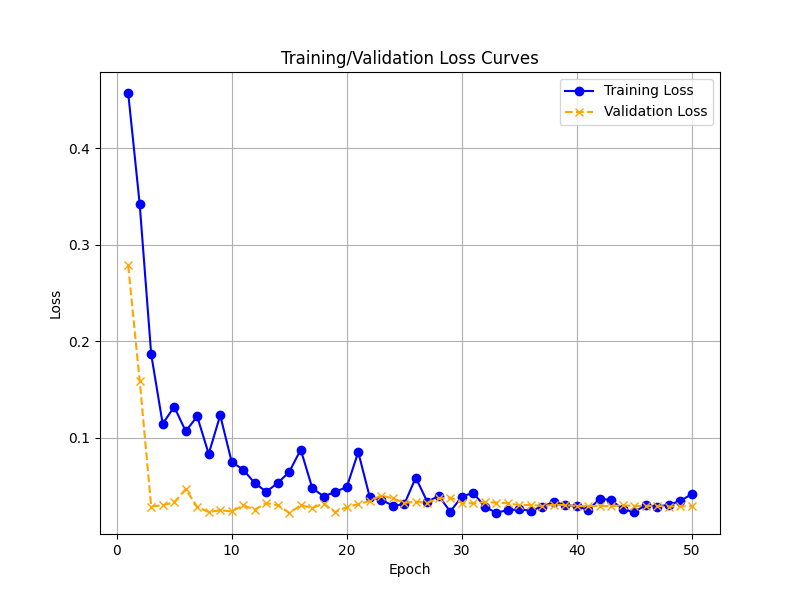 Training/Validation Loss Curves
Training Loss
Validation Loss
0.4
0.3
0.2
0.1
Loss
0 10 20 30 40 50
Epoch